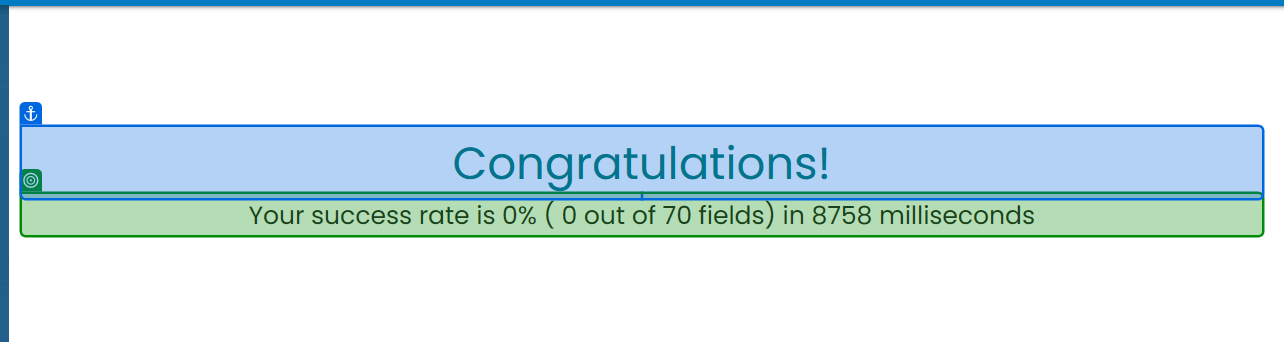 Congratulations!
Your success rate is 0% ( 0 out of 70 fields) in 8758 milliseconds